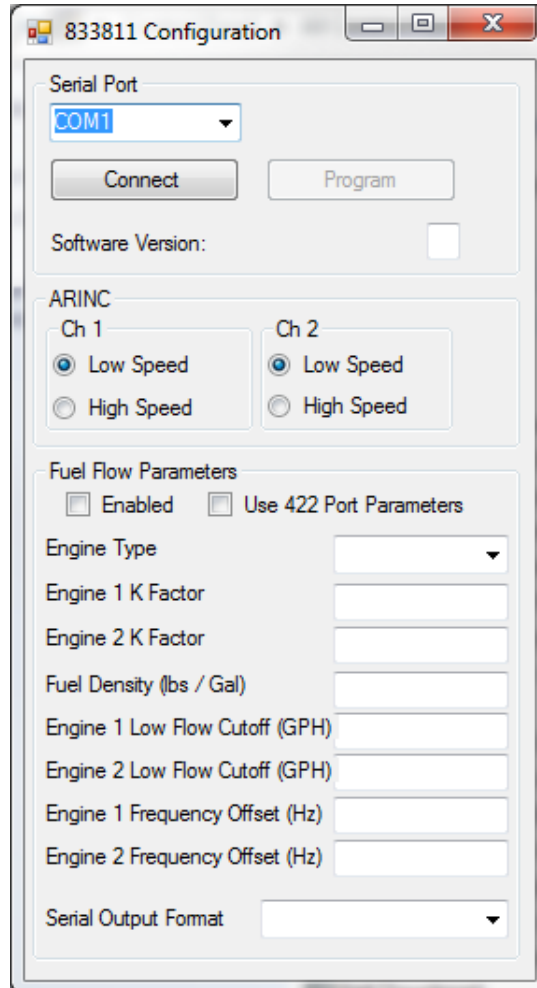 833811 Configuration
Serial Port
COM1
Connect Program
Software Version:
ARINC
Ch 1 Ch 2
Low Speed Low Speed
High Speed High Speed
Fuel Flow Parameters
Enabled Use 422 Port Parameters
Engine Type
Engine 1 K Factor
Engine 2 K Factor
Fuel Density (lbs / Gal)
Engine 1 Low Flow Cutoff (GPH)
Engine 2 Low Flow Cutoff (GPH)
Engine 1 Frequency Offset (Hz)
Engine 2 Frequency Offset (Hz)
Serial Output Format